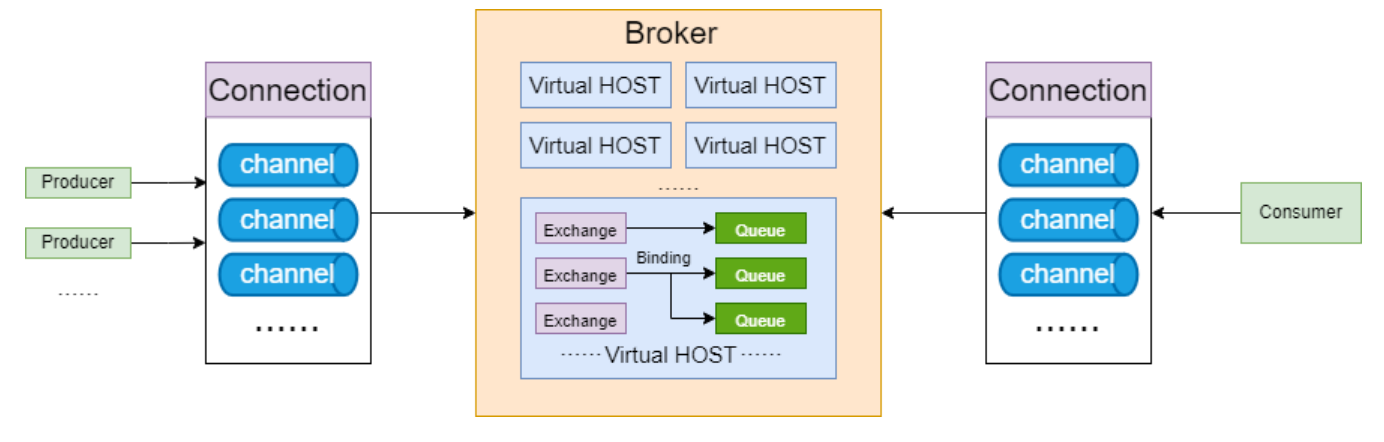 Broker
Connection
channel
channel
channel
......
Producer
Producer
......
Virtual HOST
Virtual HOST
Virtual HOST
Virtual HOST
......
Exchange
Queue
Binding
Exchange
Queue
Exchange
Queue
...... Virtual HOST ......
Connection
channel
channel
channel
......
Consumer